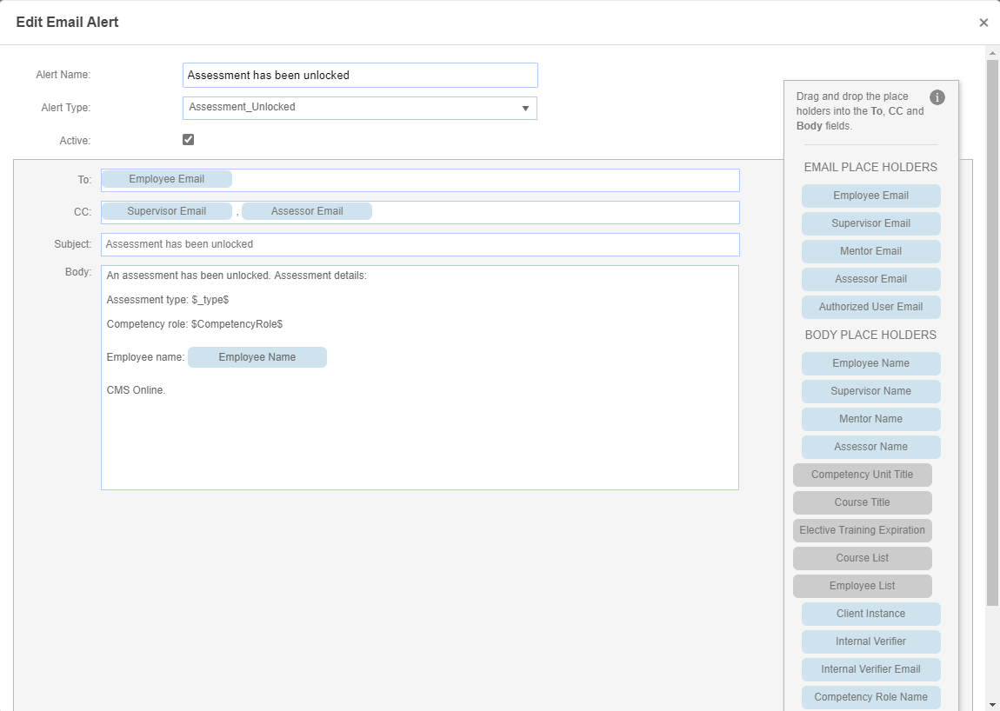 Edit Email Alert
×
Alert Name:
Assessment has been unlocked
Alert Type:
Assessment_Unlocked
Active:
To:
Employee Email
CC:
Supervisor Email , Assessor Email
Subject:
Assessment has been unlocked
Body:
An assessment has been unlocked. Assessment details:
Assessment type: $_type$
Competency role: $CompetencyRole$
Employee name: Employee Name
CMS Online.
Drag and drop the place
holders into the To, CC and
Body fields.
i
EMAIL PLACE HOLDERS
Employee Email
Supervisor Email
Mentor Email
Assessor Email
Authorized User Email
BODY PLACE HOLDERS
Employee Name
Supervisor Name
Mentor Name
Assessor Name
Competency Unit Title
Course Title
Elective Training Expiration
Course List
Employee List
Client Instance
Internal Verifier
Internal Verifier Email
Competency Role Name